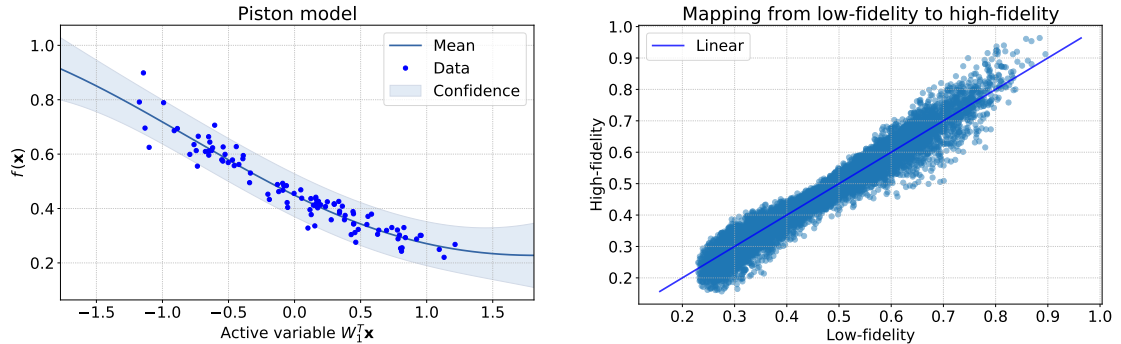 Piston model
f(x)
1.0
0.8
0.6
0.4
0.2
−1.5 −1.0 −0.5 0.0 0.5 1.0 1.5
Active variable W₁ᵀx
Mean
Data
Confidence
Mapping from low-fidelity to high-fidelity
High-fidelity
1.0
0.9
0.8
0.7
0.6
0.5
0.4
0.3
0.2
0.2 0.3 0.4 0.5 0.6 0.7 0.8 0.9 1.0
Low-fidelity
Linear